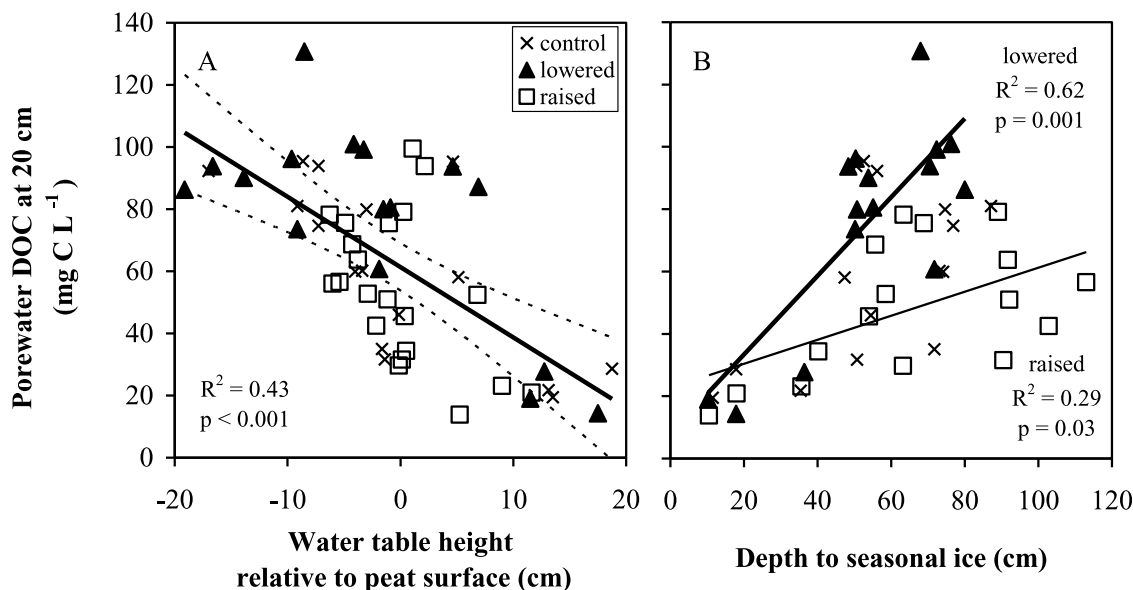 Porewater DOC at 20 cm
(mg C L⁻¹)
140
120
100
80
60
40
20
0
A
control
lowered
raised
R² = 0.43
p < 0.001
-20
-10
0
10
20
Water table height
relative to peat surface (cm)
B
lowered
R² = 0.62
p = 0.001
raised
R² = 0.29
p = 0.03
0
20
40
60
80
100
120
Depth to seasonal ice (cm)